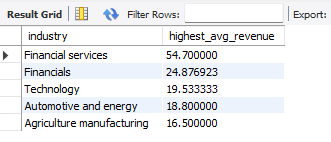 Result Grid Filter Rows: Export:
industry highest_avg_revenue
Financial services 54.700000
Financials 24.876923
Technology 19.533333
Automotive and energy 18.800000
Agriculture manufacturing 16.500000